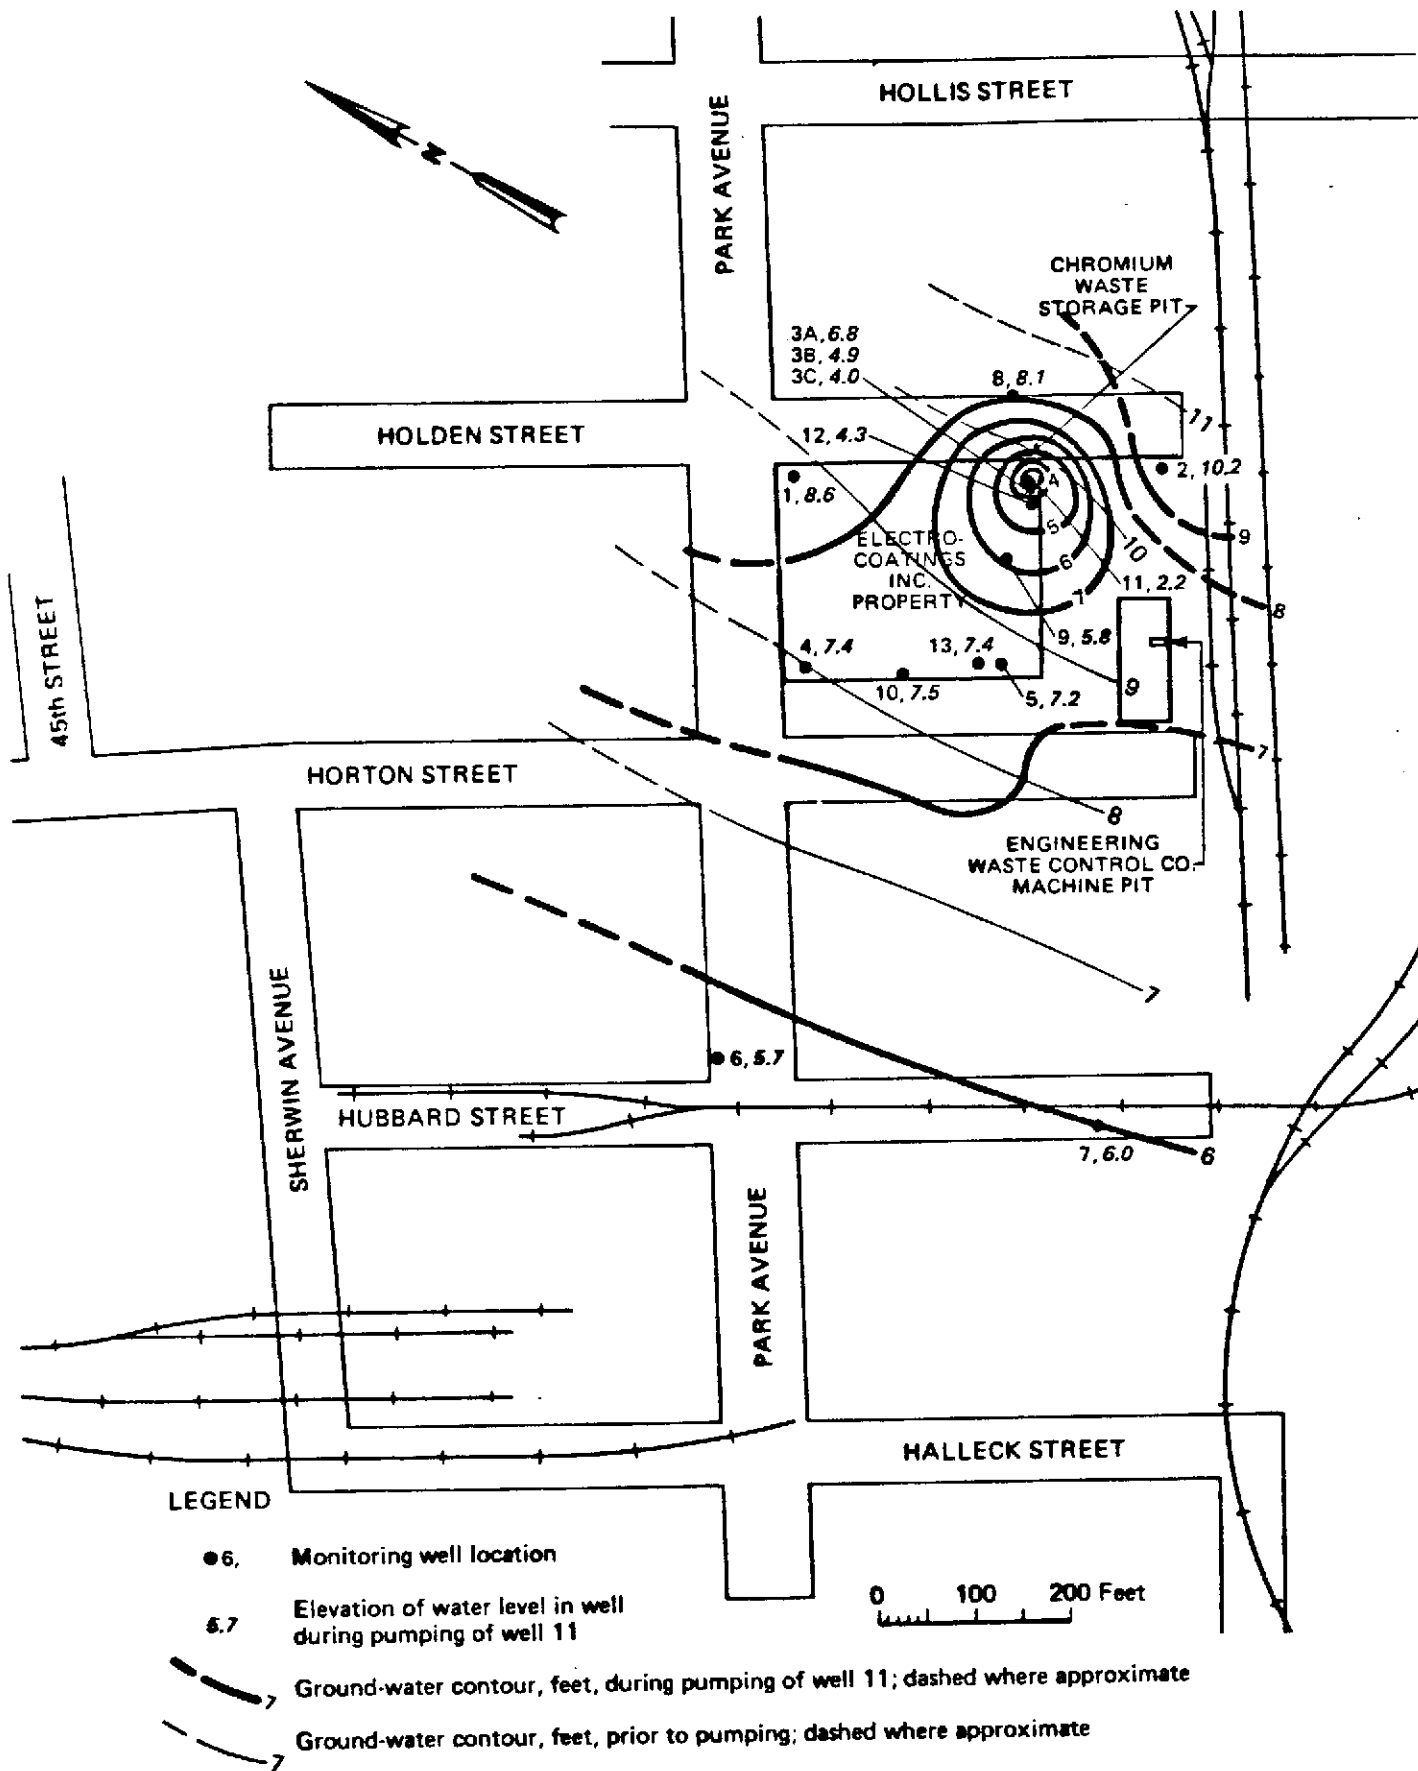 HOLLIS STREET
PARK AVENUE
N
CHROMIUM
WASTE
STORAGE PIT
3A, 6.8
3B, 4.9
3C, 4.0
8, 8.1
11
HOLDEN STREET
12, 4.3
4
2, 10.2
1, 8.6
5
ELECTRO-
COATINGS
INC.
PROPERTY
6
10
9
11, 2.2
7
8
45th STREET
4, 7.4
13, 7.4
9, 5.8
10, 7.5
5, 7.2
9
7
HORTON STREET
8
ENGINEERING
WASTE CONTROL CO.
MACHINE PIT
7
SHERWIN AVENUE
6, 5.7
HUBBARD STREET
7, 6.0
6
PARK AVENUE
HALLECK STREET
LEGEND
6,
Monitoring well location
5.7
Elevation of water level in well
during pumping of well 11
0 100 200 Feet
7
Ground-water contour, feet, during pumping of well 11; dashed where approximate
7
Ground-water contour, feet, prior to pumping; dashed where approximate